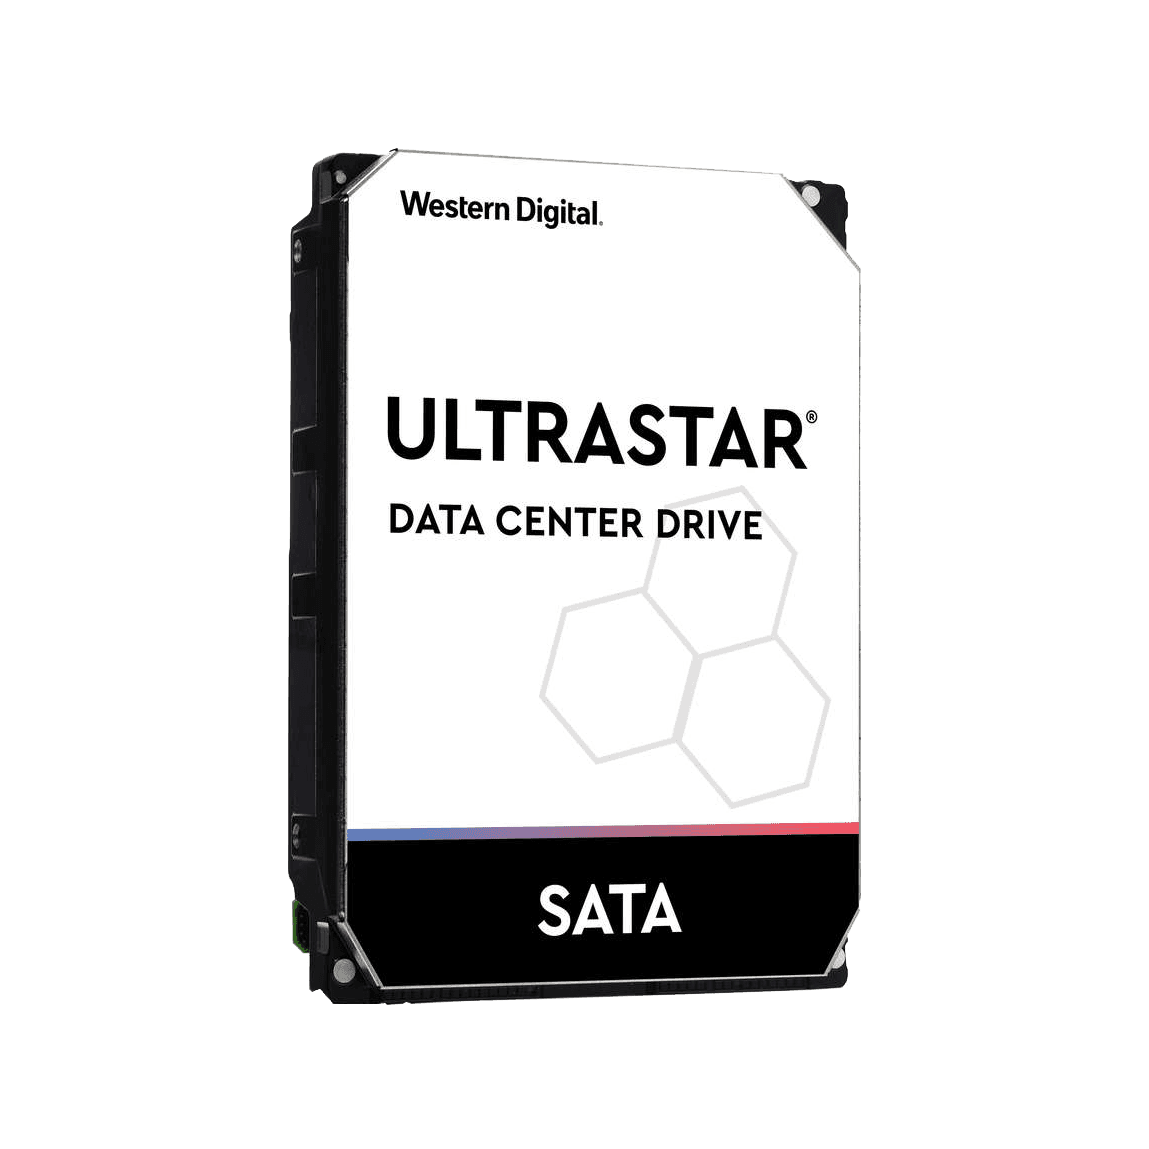 Western Digital.
ULTRASTAR®
DATA CENTER DRIVE
SATA